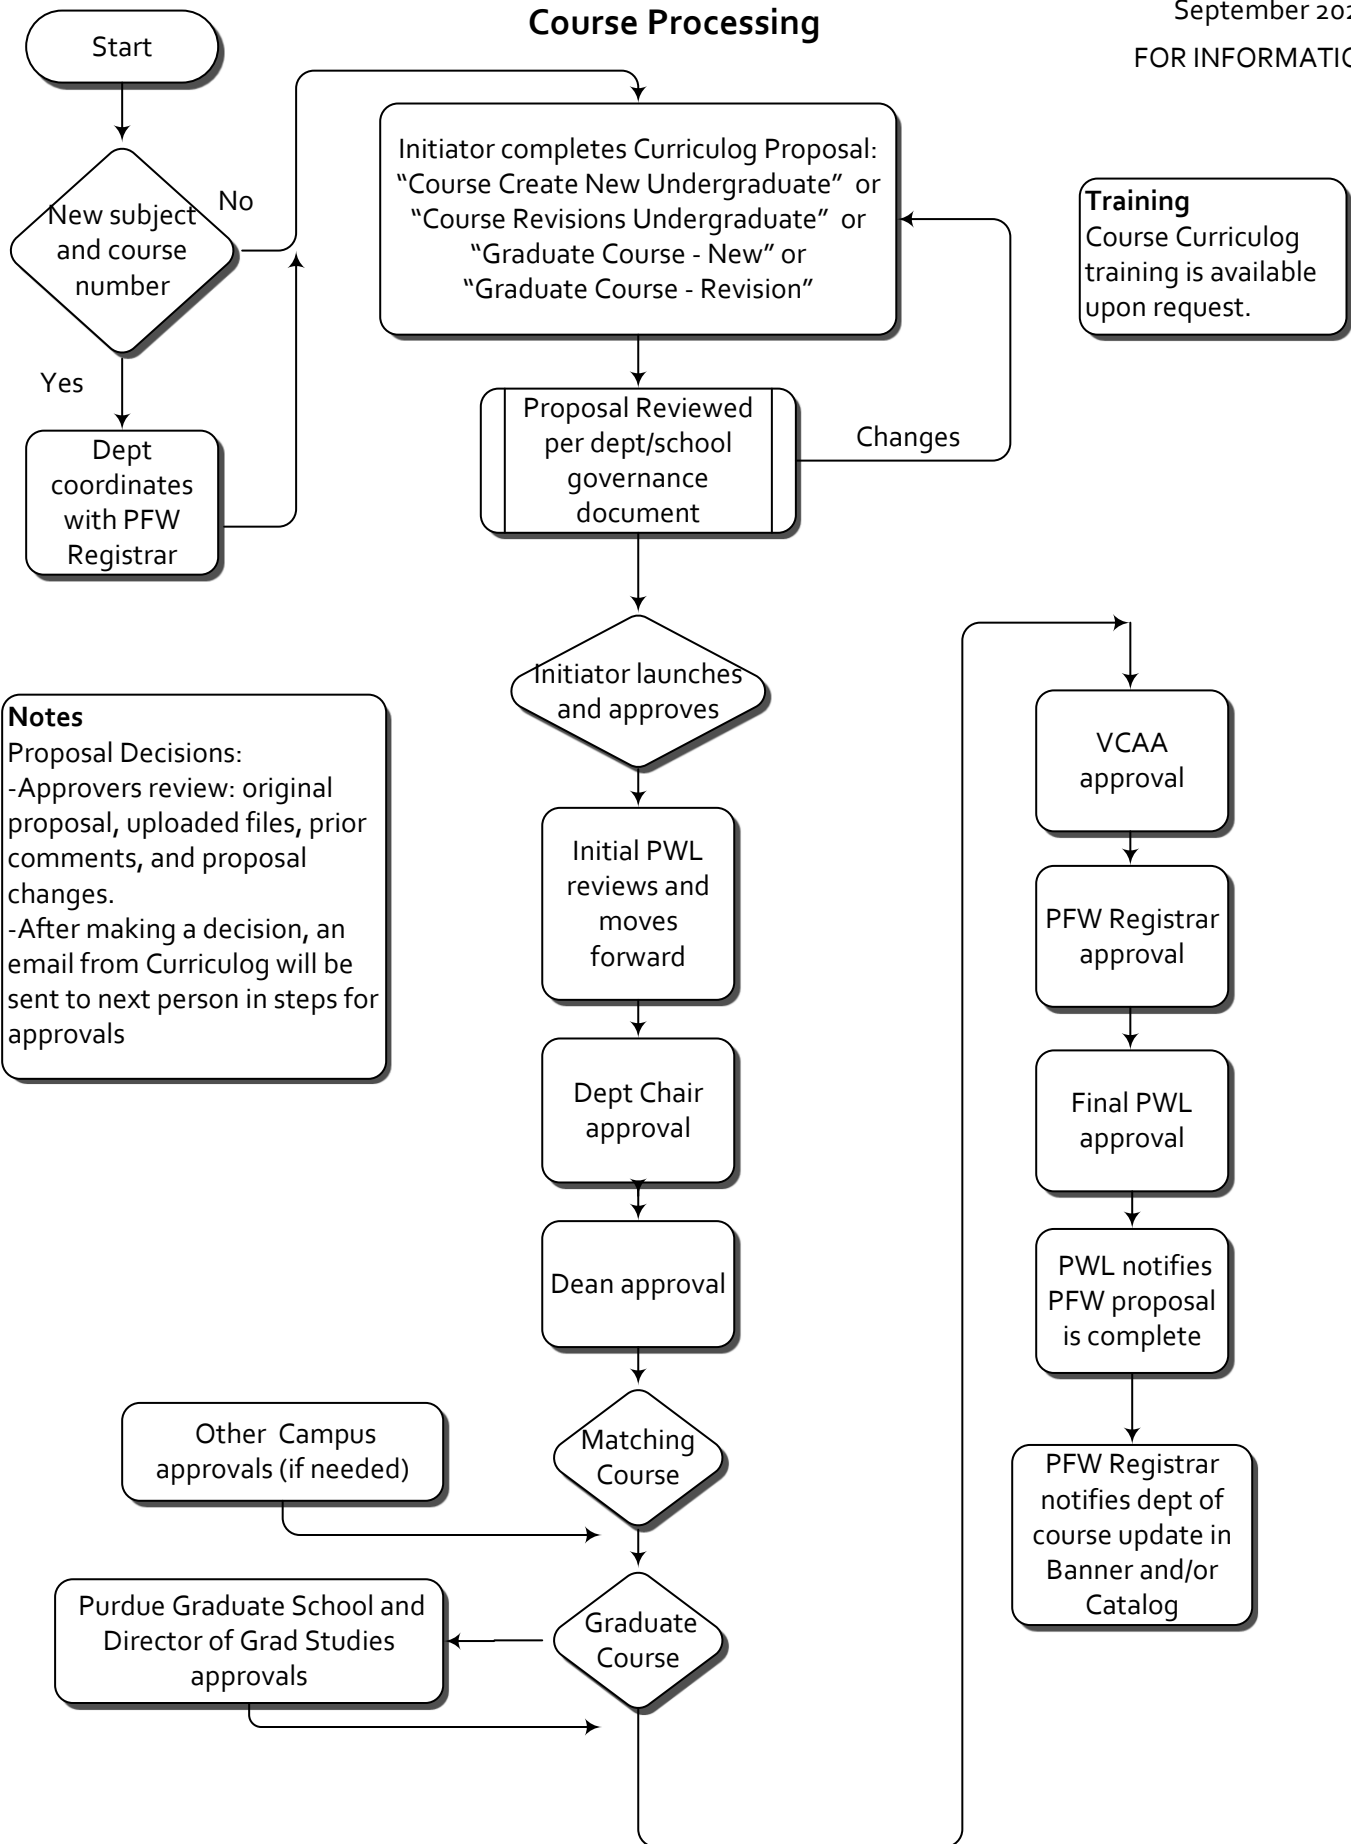 Course Processing
September 202
FOR INFORMATIO
Start
New subject
and course
number
No
Yes
Dept
coordinates
with PFW
Registrar
Initiator completes Curriculog Proposal:
“Course Create New Undergraduate” or
“Course Revisions Undergraduate” or
“Graduate Course - New” or
“Graduate Course - Revision”
Training
Course Curriculog
training is available
upon request.
Proposal Reviewed
per dept/school
governance
document
Changes
Initiator launches
and approves
Notes
Proposal Decisions:
-Approvers review: original
proposal, uploaded files, prior
comments, and proposal
changes.
-After making a decision, an
email from Curriculog will be
sent to next person in steps for
approvals
Initial PWL
reviews and
moves
forward
Dept Chair
approval
Dean approval
Matching
Course
Other Campus
approvals (if needed)
Graduate
Course
Purdue Graduate School and
Director of Grad Studies
approvals
VCAA
approval
PFW Registrar
approval
Final PWL
approval
PWL notifies
PFW proposal
is complete
PFW Registrar
notifies dept of
course update in
Banner and/or
Catalog